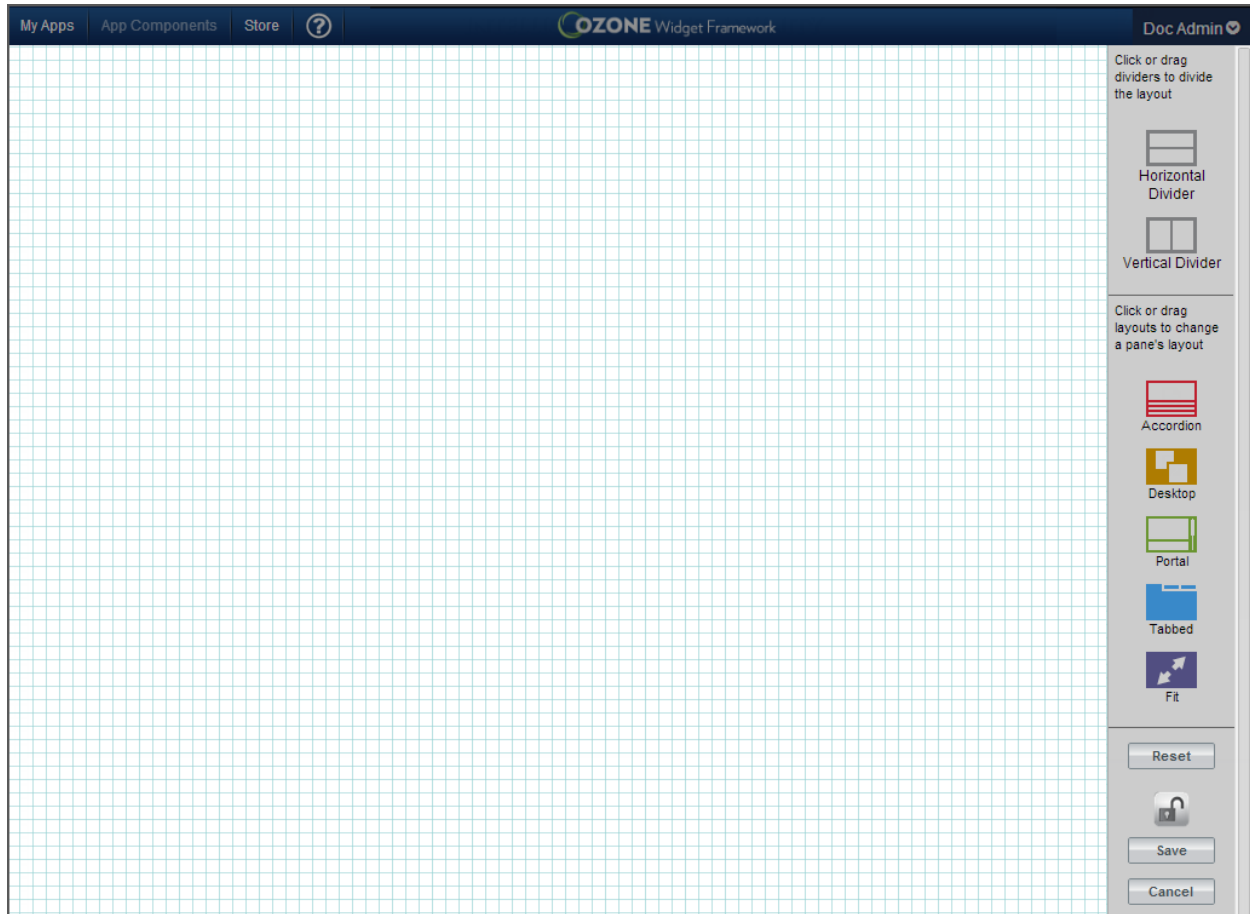 My Apps App Components Store ? OZONE Widget Framework Doc Admin
Click or drag
dividers to divide
the layout
Horizontal
Divider
Vertical Divider
Click or drag
layouts to change
a pane's layout
Accordion
Desktop
Portal
Tabbed
Fit
Reset
Save
Cancel